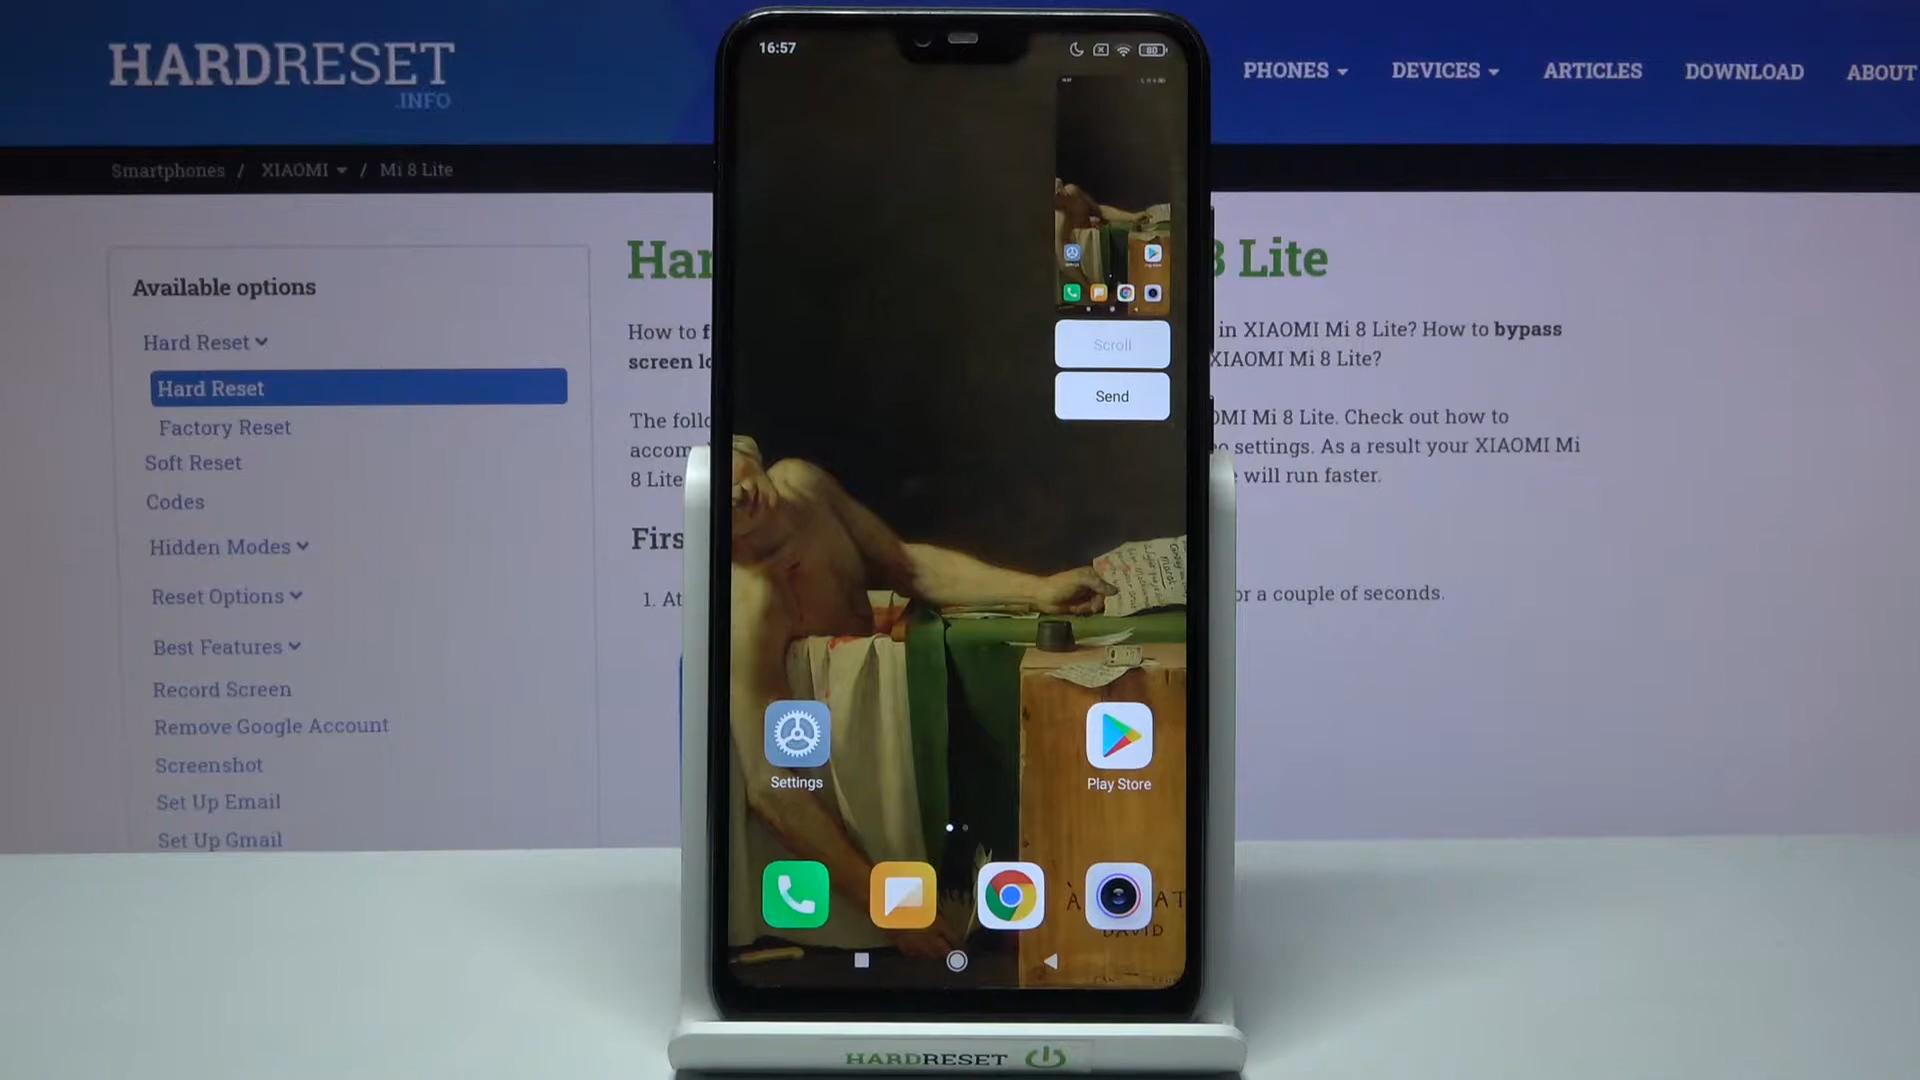 HARDRESET
.INFO
PHONES
DEVICES
ARTICLES
DOWNLOAD
ABOUT
Smartphones / XIAOMI / Mi 8 Lite
Available options
Hard Reset
Hard Reset
Factory Reset
Soft Reset
Codes
Hidden Modes
Reset Options
Best Features
Record Screen
Remove Google Account
Screenshot
Set Up Email
Set Up Gmail
Har
8 Lite
How to f
in XIAOMI Mi 8 Lite? How to bypass
screen lo
XIAOMI Mi 8 Lite?
The follo
OMI Mi 8 Lite. Check out how to
accom
settings. As a result your XIAOMI Mi
8 Lite
will run faster.
Firs
1. At
or a couple of seconds.
16:57
80
Scroll
Send
Settings
Play Store
À
AT
DAVID
HARDRESET